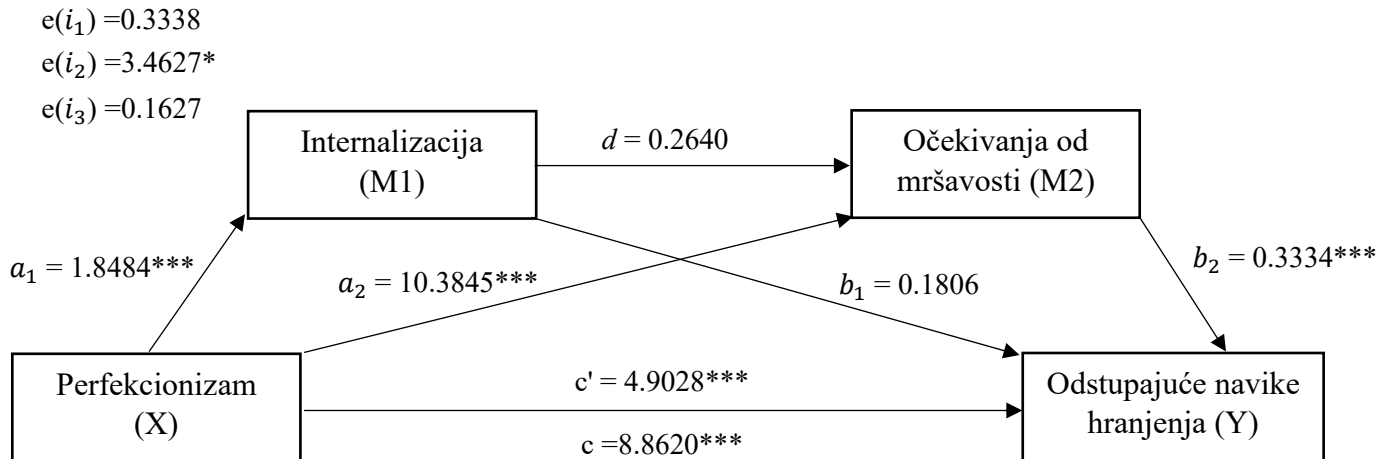 e(i₁) =0.3338
e(i₂) =3.4627*
e(i₃) =0.1627
Internalizacija
(M1)
d = 0.2640
Očekivanja od
mršavosti (M2)
a₁ = 1.8484***
a₂ = 10.3845***
b₁ = 0.1806
b₂ = 0.3334***
Perfekcionizam
(X)
c' = 4.9028***
c =8.8620***
Odstupajuće navike
hranjenja (Y)